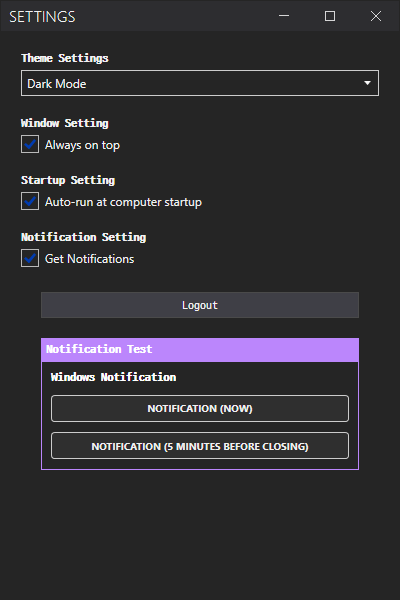 SETTINGS
Theme Settings
Dark Mode
Window Setting
Always on top
Startup Setting
Auto-run at computer startup
Notification Setting
Get Notifications
Logout
Notification Test
Windows Notification
NOTIFICATION (NOW)
NOTIFICATION (5 MINUTES BEFORE CLOSING)